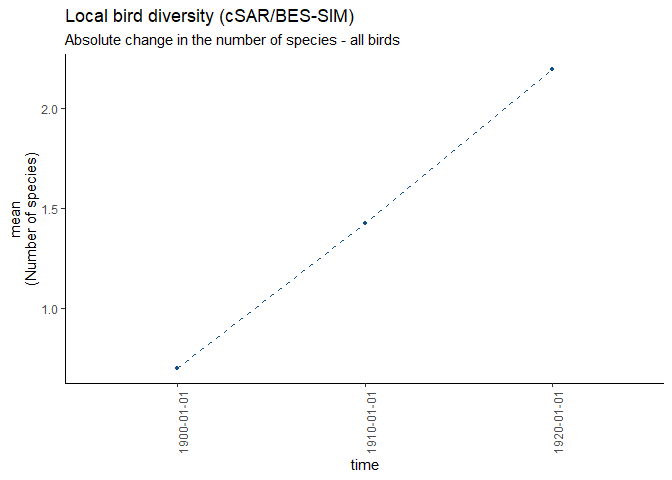 Local bird diversity (cSAR/BES-SIM)
Absolute change in the number of species - all birds
mean
(Number of species)
2.0
1.5
1.0
1900-01-01
1910-01-01
1920-01-01
time